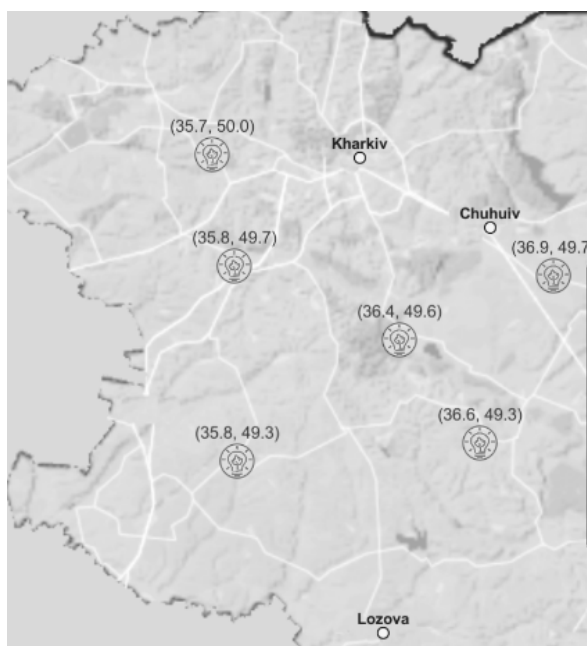 (35.7, 50.0)
Kharkiv
Chuhuiv
(35.8, 49.7)
(36.9, 49.7
(36.4, 49.6)
(36.6, 49.3)
(35.8, 49.3)
Lozova